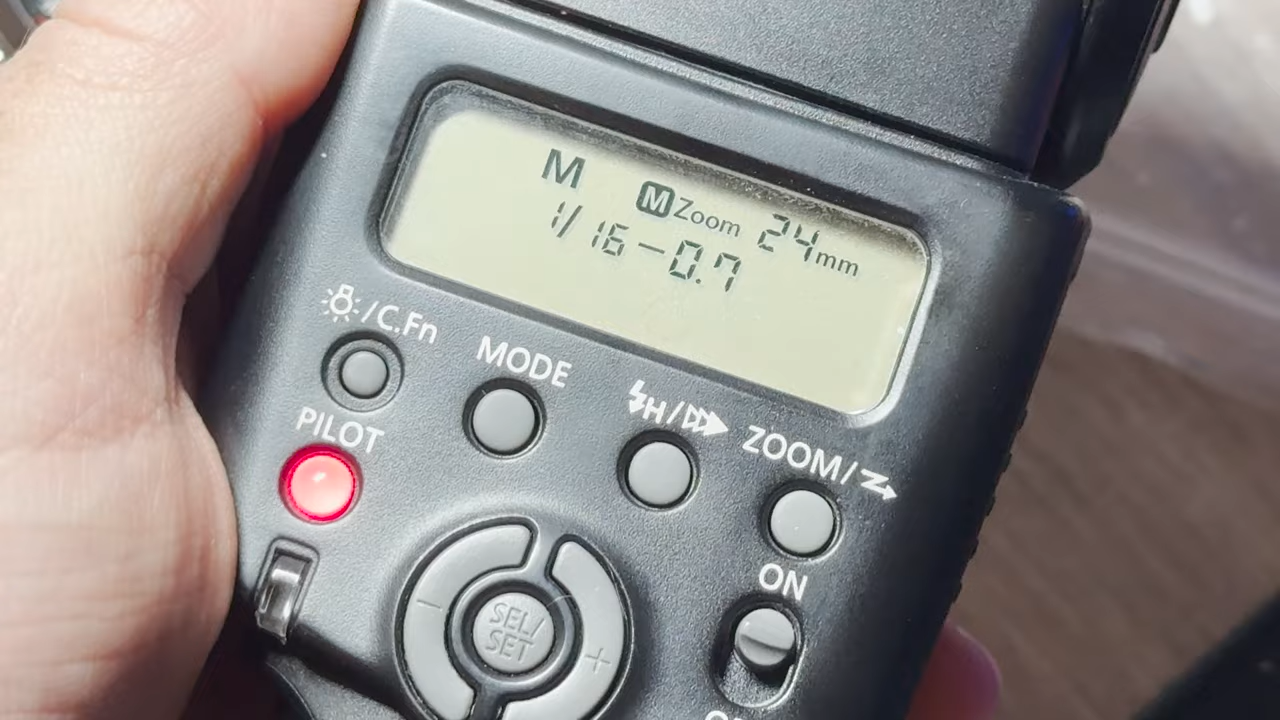 M
M Zoom 24mm
1/16-0.7
/C.Fn
MODE
H/
ZOOM/
PILOT
ON
SEL/
SET
- +